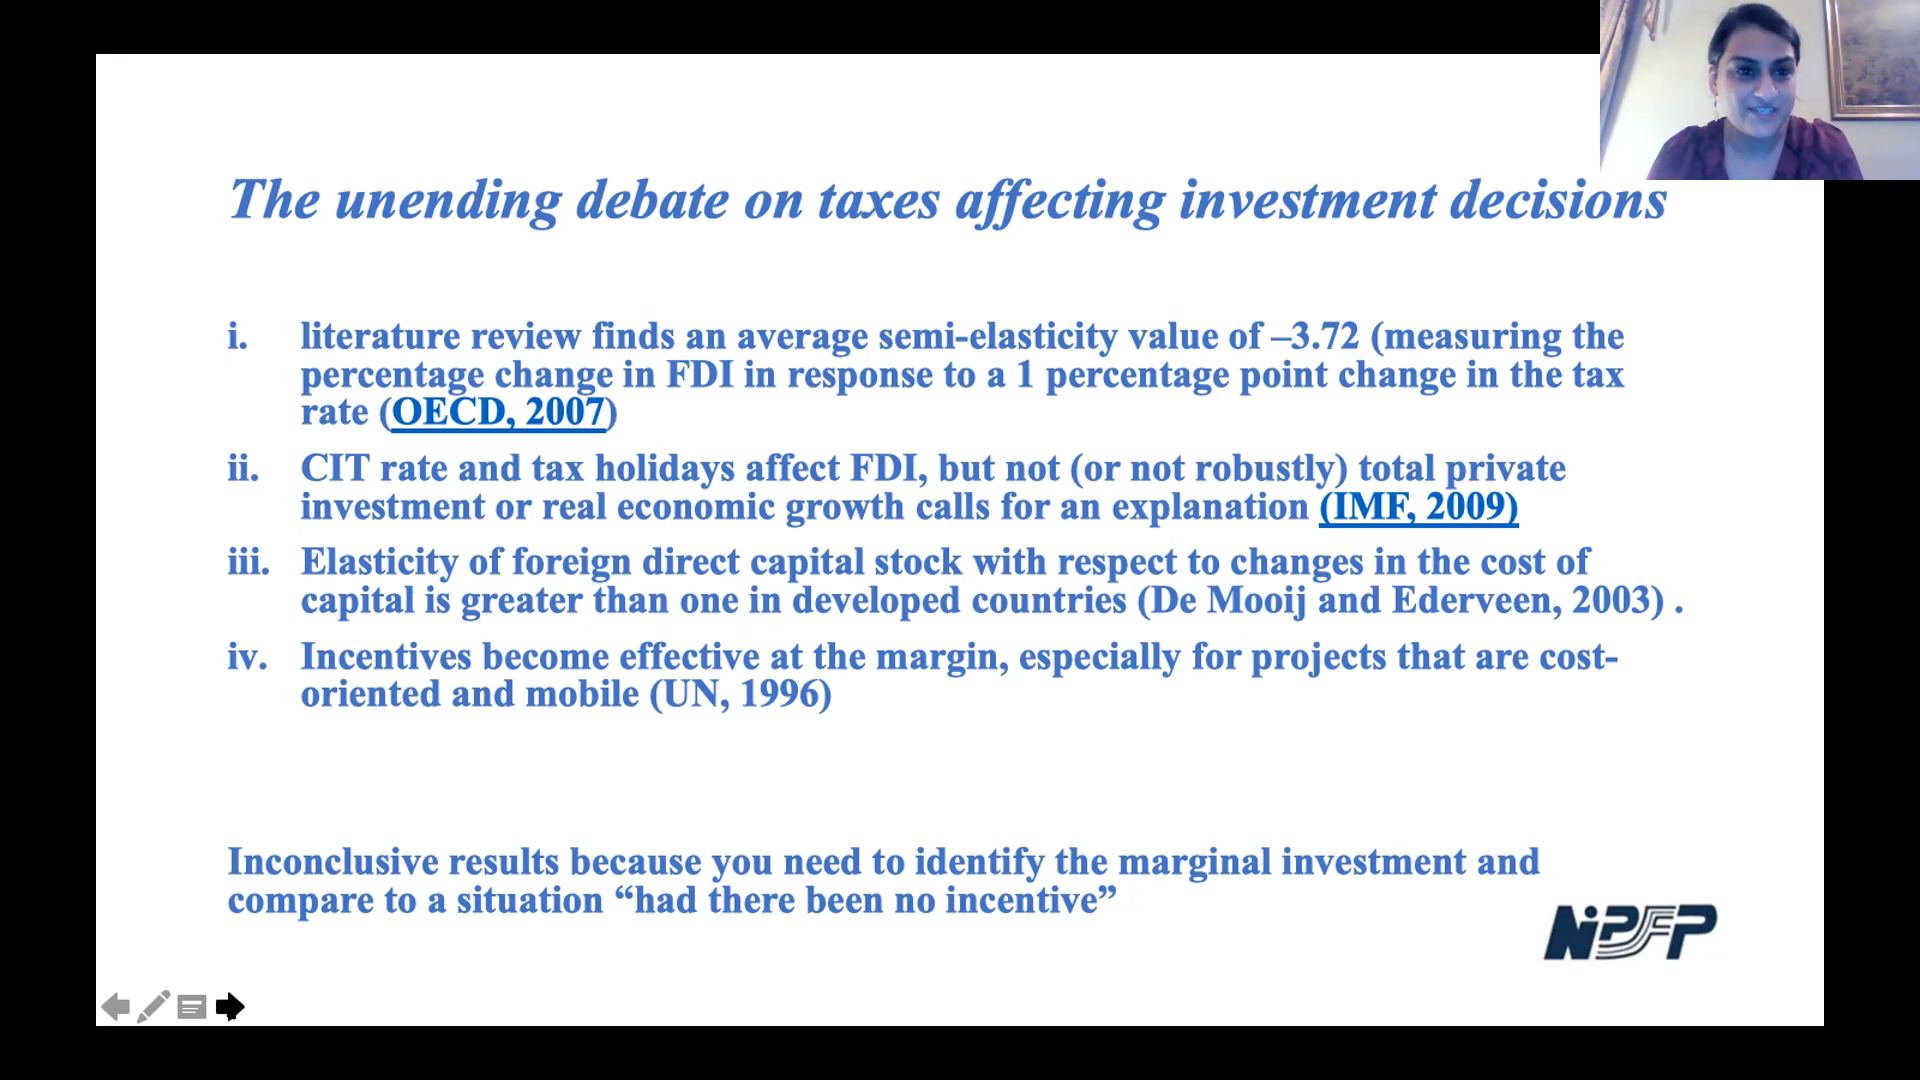 The unending debate on taxes affecting investment decisions
i. literature review finds an average semi-elasticity value of –3.72 (measuring the
percentage change in FDI in response to a 1 percentage point change in the tax
rate (OECD, 2007)
ii. CIT rate and tax holidays affect FDI, but not (or not robustly) total private
investment or real economic growth calls for an explanation (IMF, 2009)
iii. Elasticity of foreign direct capital stock with respect to changes in the cost of
capital is greater than one in developed countries (De Mooij and Ederveen, 2003) .
iv. Incentives become effective at the margin, especially for projects that are cost-
oriented and mobile (UN, 1996)
Inconclusive results because you need to identify the marginal investment and
compare to a situation “had there been no incentive”
NIPFP